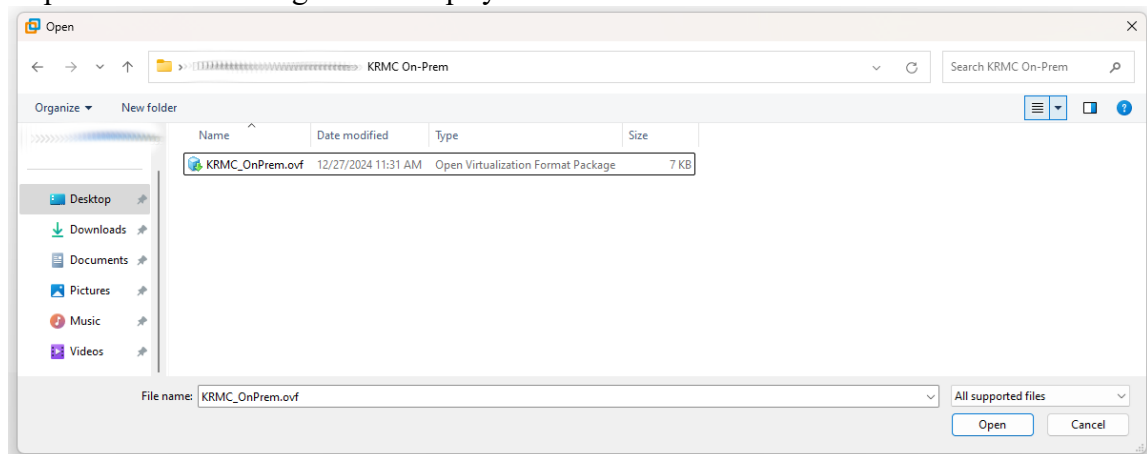 Open
KRMC On-Prem
Search KRMC On-Prem
Organize New folder
Name Date modified Type Size
KRMC_OnPrem.ovf 12/27/2024 11:31 AM Open Virtualization Format Package 7 KB
Desktop
Downloads
Documents
Pictures
Music
Videos
File name: KRMC_OnPrem.ovf All supported files
Open Cancel